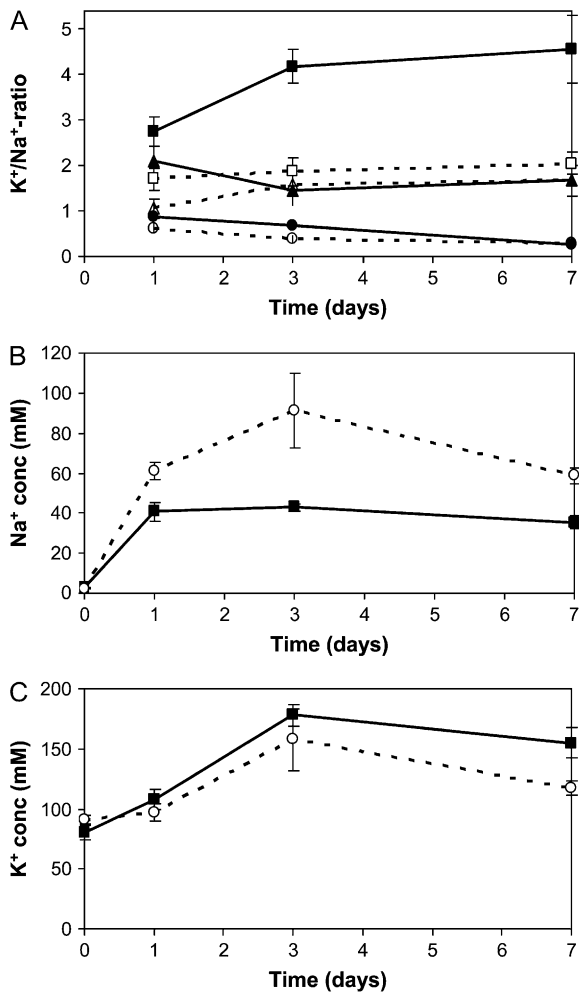 A
K⁺/Na⁺-ratio
5
4
3
2
1
0
0 1 2 3 4 5 6 7
Time (days)
B
Na⁺ conc (mM)
120
100
80
60
40
20
0
0 1 2 3 4 5 6 7
Time (days)
C
K⁺ conc (mM)
200
150
100
50
0
0 1 2 3 4 5 6 7
Time (days)